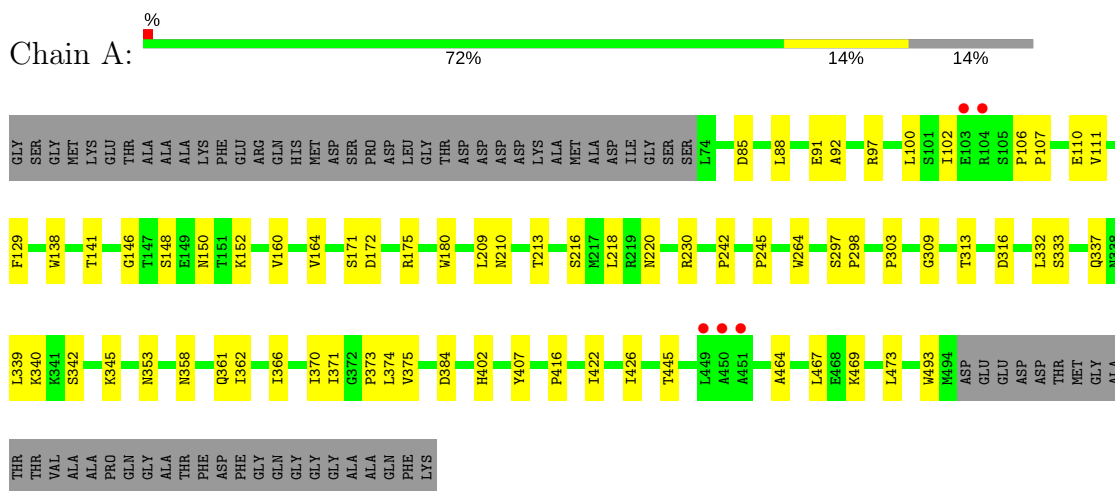 %
Chain A:
72% 14% 14%
GLY SER GLY MET LYS GLU THR ALA ALA ALA LYS PHE GLU ARG GLN HIS MET ASP SER PRO ASP LEU GLY THR ASP ASP ASP ASP LYS ALA MET ALA ASP ILE GLY SER SER L74 D85 L88 E91 A92 R97 L100 S101 I102 E103 R104 S105 P106 P107 E110 V111
F129 W138 T141 G146 T147 S148 E149 N150 T151 K152 V160 V164 S171 D172 R175 W180 L209 N210 T213 S216 M217 L218 R219 N220 R230 P242 P245 W264 S297 P298 P303 G309 T313 D316 L332 S333 Q337 N338
L339 K340 K341 S342 K345 N353 N358 Q361 I362 I366 I370 I371 G372 P373 L374 V375 D384 H402 Y407 P416 I422 I426 T445 L449 A450 A451 A464 L467 E468 K469 L473 W493 M494 ASP GLU GLU ASP ASP THR MET GLY ALA
THR THR VAL ALA ALA PRO GLN GLY ALA THR PHE ASP PHE GLY GLN GLY GLY GLY ALA ALA GLN PHE LYS